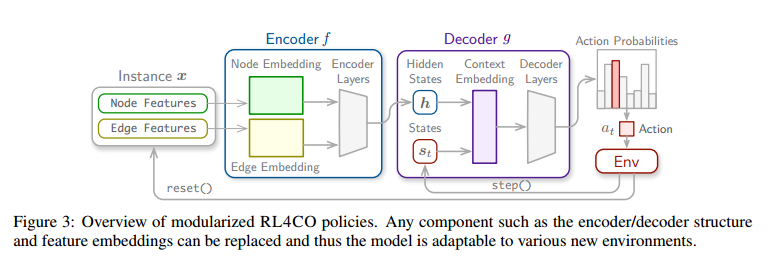 Encoder f
Decoder g
Action Probabilities
Instance x
Node Embedding
Encoder
Layers
Hidden
States
Context
Embedding
Decoder
Layers
Node Features
Edge Features
h
States
s_t
a_t
Action
Edge Embedding
Env
reset()
step()
Figure 3: Overview of modularized RL4CO policies. Any component such as the encoder/decoder structure
and feature embeddings can be replaced and thus the model is adaptable to various new environments.